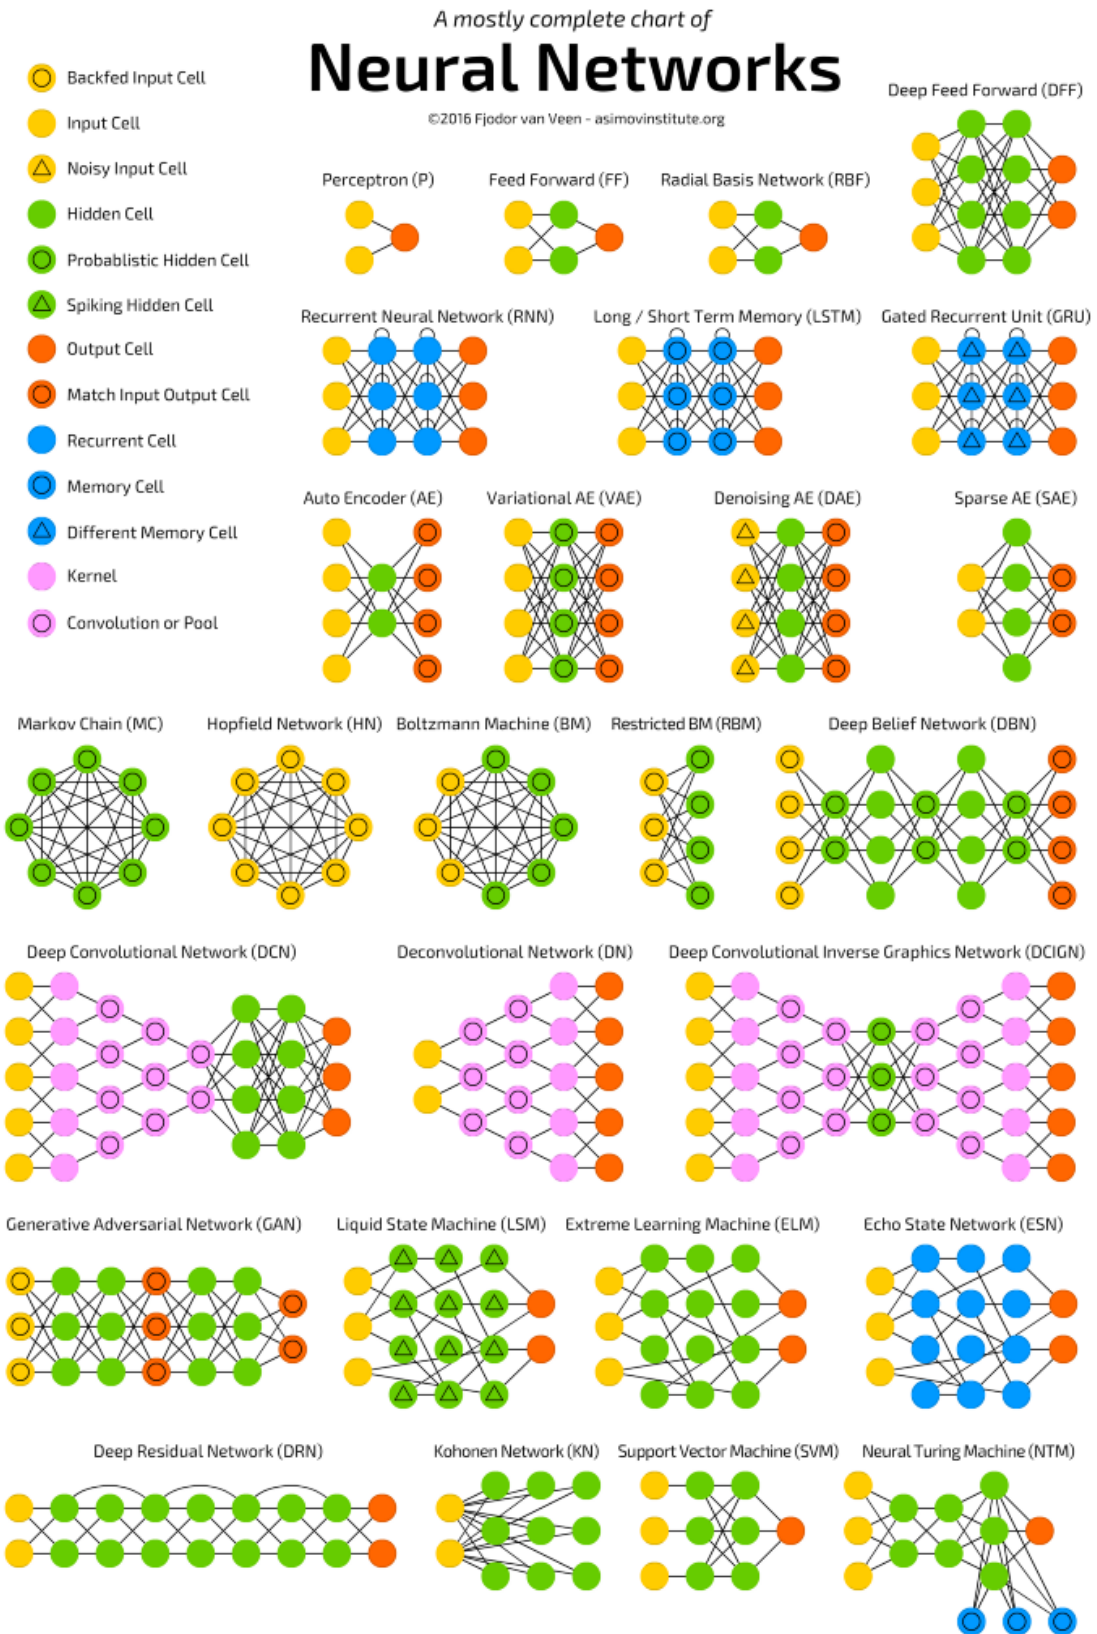 A mostly complete chart of
Neural Networks
©2016 Fjodor van Veen - asimovinstitute.org
Backfed Input Cell
Input Cell
Noisy Input Cell
Hidden Cell
Probablistic Hidden Cell
Spiking Hidden Cell
Output Cell
Match Input Output Cell
Recurrent Cell
Memory Cell
Different Memory Cell
Kernel
Convolution or Pool
Deep Feed Forward (DFF)
Perceptron (P)
Feed Forward (FF)
Radial Basis Network (RBF)
Recurrent Neural Network (RNN)
Long / Short Term Memory (LSTM)
Gated Recurrent Unit (GRU)
Auto Encoder (AE)
Variational AE (VAE)
Denoising AE (DAE)
Sparse AE (SAE)
Markov Chain (MC)
Hopfield Network (HN)
Boltzmann Machine (BM)
Restricted BM (RBM)
Deep Belief Network (DBN)
Deep Convolutional Network (DCN)
Deconvolutional Network (DN)
Deep Convolutional Inverse Graphics Network (DCIGN)
Generative Adversarial Network (GAN)
Liquid State Machine (LSM)
Extreme Learning Machine (ELM)
Echo State Network (ESN)
Deep Residual Network (DRN)
Kohonen Network (KN)
Support Vector Machine (SVM)
Neural Turing Machine (NTM)